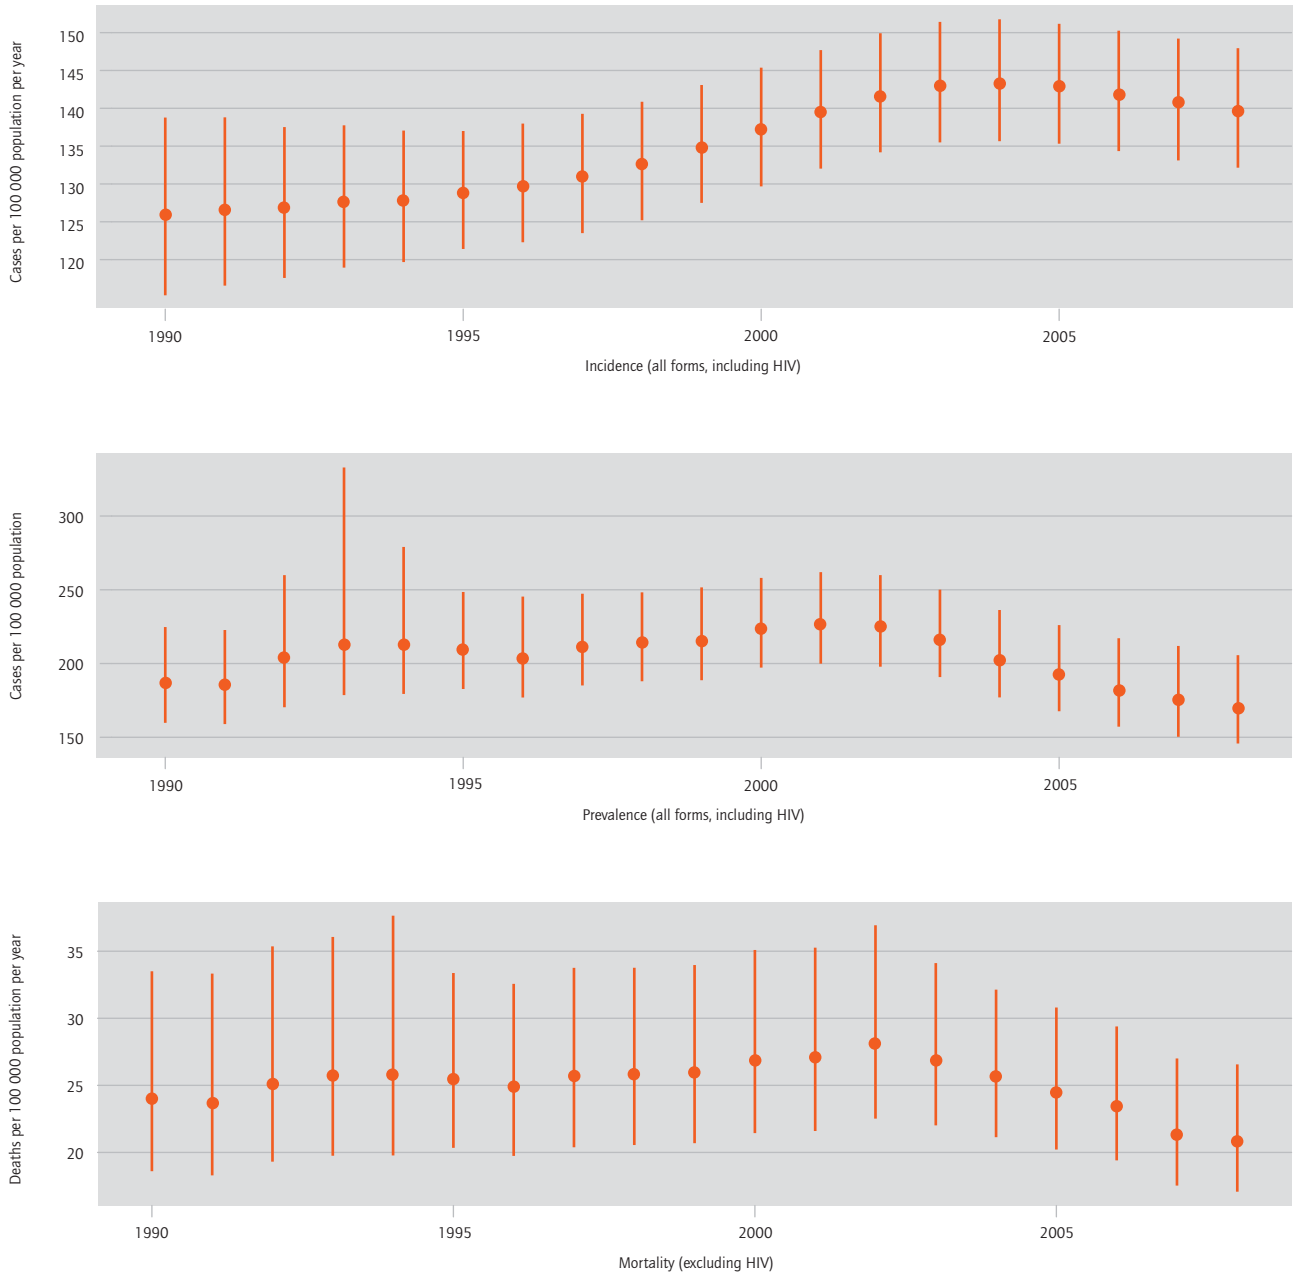 Cases per 100 000 population per year
150
145
140
135
130
125
120
1990 1995 2000 2005
Incidence (all forms, including HIV)
Cases per 100 000 population
300
250
200
150
1990 1995 2000 2005
Prevalence (all forms, including HIV)
Deaths per 100 000 population per year
35
30
25
20
1990 1995 2000 2005
Mortality (excluding HIV)